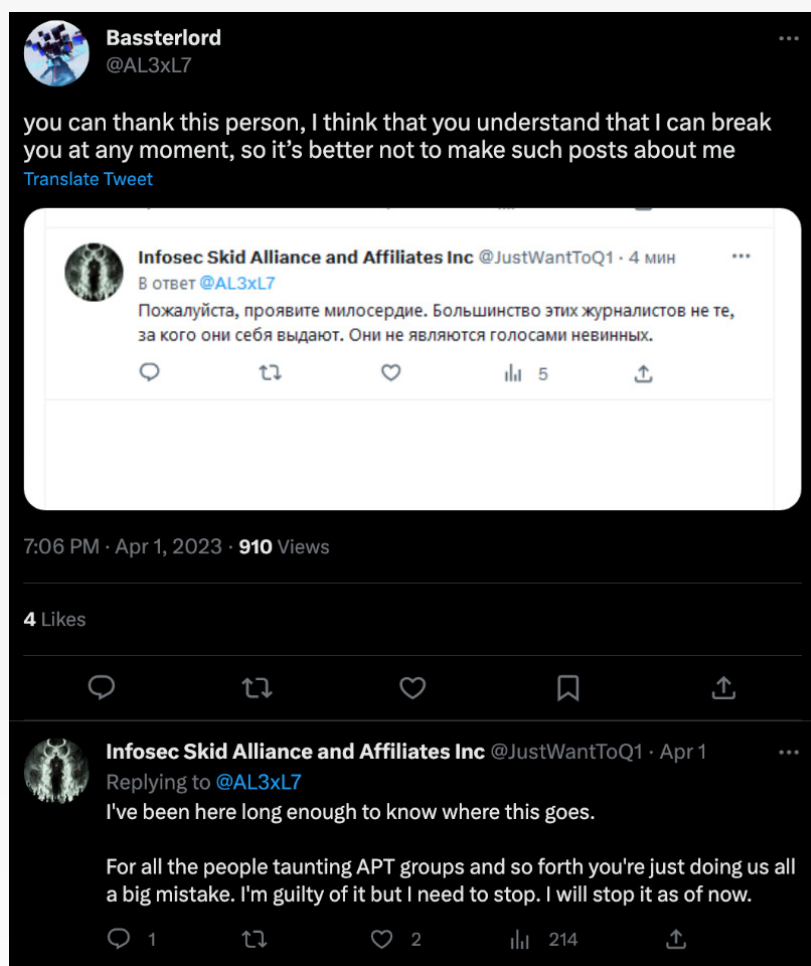 Bassterlord
@AL3xL7
you can thank this person, I think that you understand that I can break
you at any moment, so it's better not to make such posts about me
Translate Tweet
Infosec Skid Alliance and Affiliates Inc @JustWantToQ1 · 4 мин
В ответ @AL3xL7
Пожалуйста, проявите милосердие. Большинство этих журналистов не те,
за кого они себя выдают. Они не являются голосами невинных.
5
7:06 PM · Apr 1, 2023 · 910 Views
4 Likes
Infosec Skid Alliance and Affiliates Inc @JustWantToQ1 · Apr 1
Replying to @AL3xL7
I've been here long enough to know where this goes.
For all the people taunting APT groups and so forth you're just doing us all
a big mistake. I'm guilty of it but I need to stop. I will stop it as of now.
1 2 214